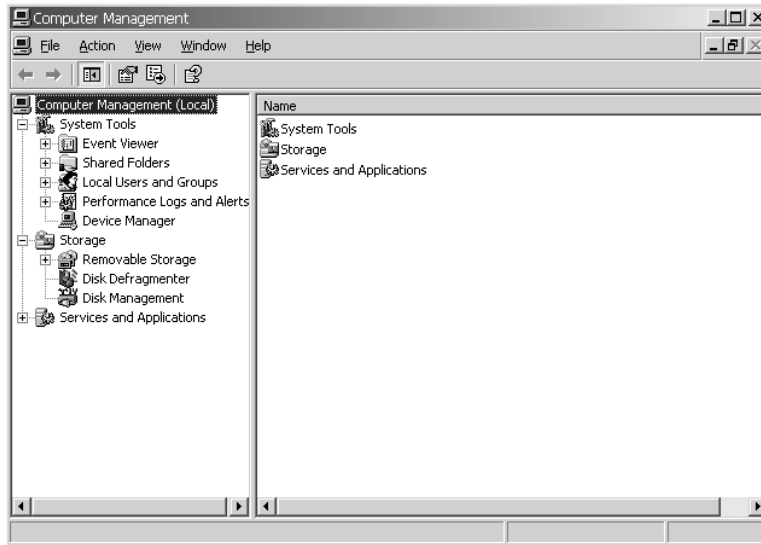 Computer Management
File Action View Window Help
Computer Management (Local)
System Tools
Event Viewer
Shared Folders
Local Users and Groups
Performance Logs and Alerts
Device Manager
Storage
Removable Storage
Disk Defragmenter
Disk Management
Services and Applications
Name
System Tools
Storage
Services and Applications